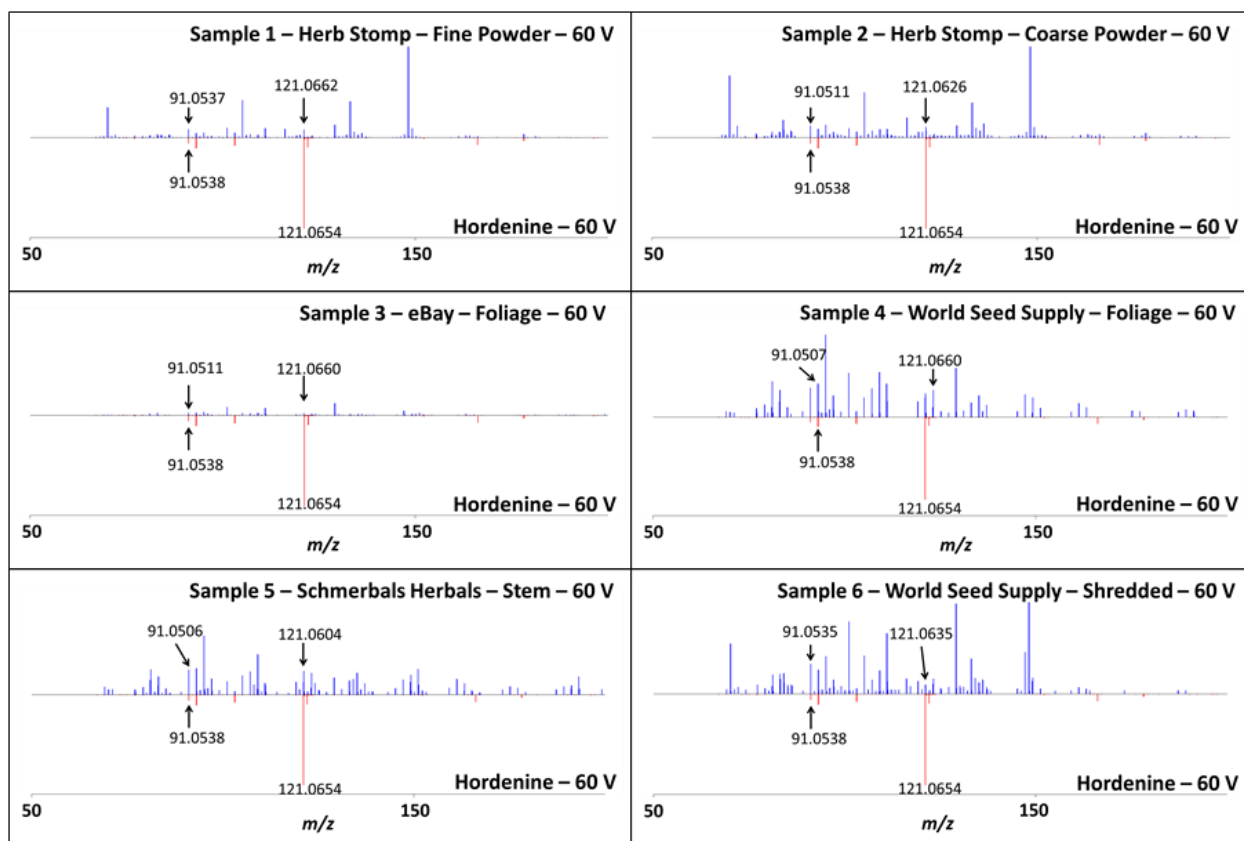 Sample 1 – Herb Stomp – Fine Powder – 60 V
91.0537
121.0662
91.0538
121.0654
Hordenine – 60 V
50
150
m/z
Sample 2 – Herb Stomp – Coarse Powder – 60 V
91.0511
121.0626
91.0538
121.0654
Hordenine – 60 V
50
150
m/z
Sample 3 – eBay – Foliage – 60 V
91.0511
121.0660
91.0538
121.0654
Hordenine – 60 V
50
150
m/z
Sample 4 – World Seed Supply – Foliage – 60 V
91.0507
121.0660
91.0538
121.0654
Hordenine – 60 V
50
150
m/z
Sample 5 – Schmerbals Herbals – Stem – 60 V
91.0506
121.0604
91.0538
121.0654
Hordenine – 60 V
50
150
m/z
Sample 6 – World Seed Supply – Shredded – 60 V
91.0535
121.0635
91.0538
121.0654
Hordenine – 60 V
50
150
m/z